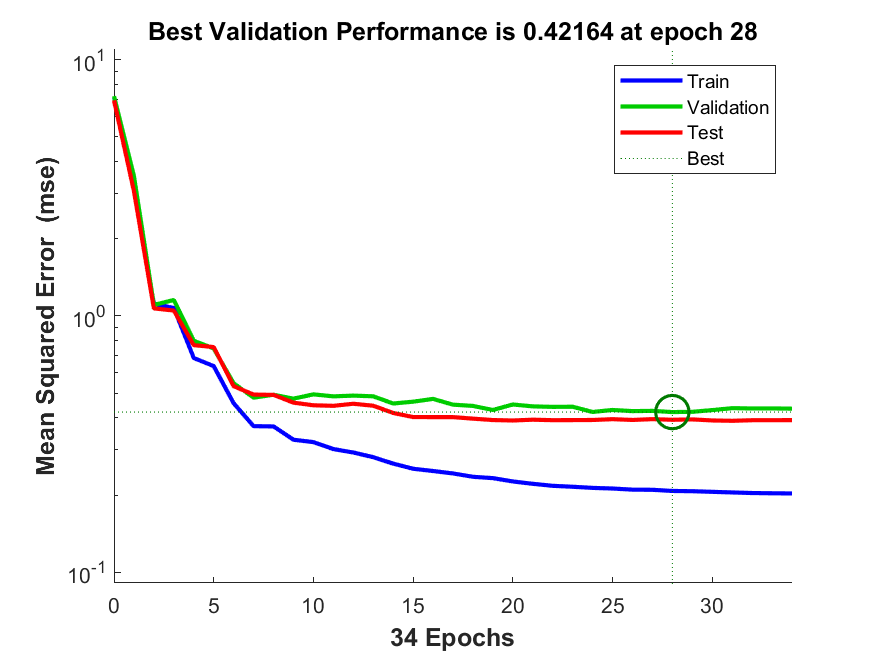 Best Validation Performance is 0.42164 at epoch 28
Mean Squared Error  (mse)
10^1
10^0
10^-1
Train
Validation
Test
Best
0 5 10 15 20 25 30
34 Epochs